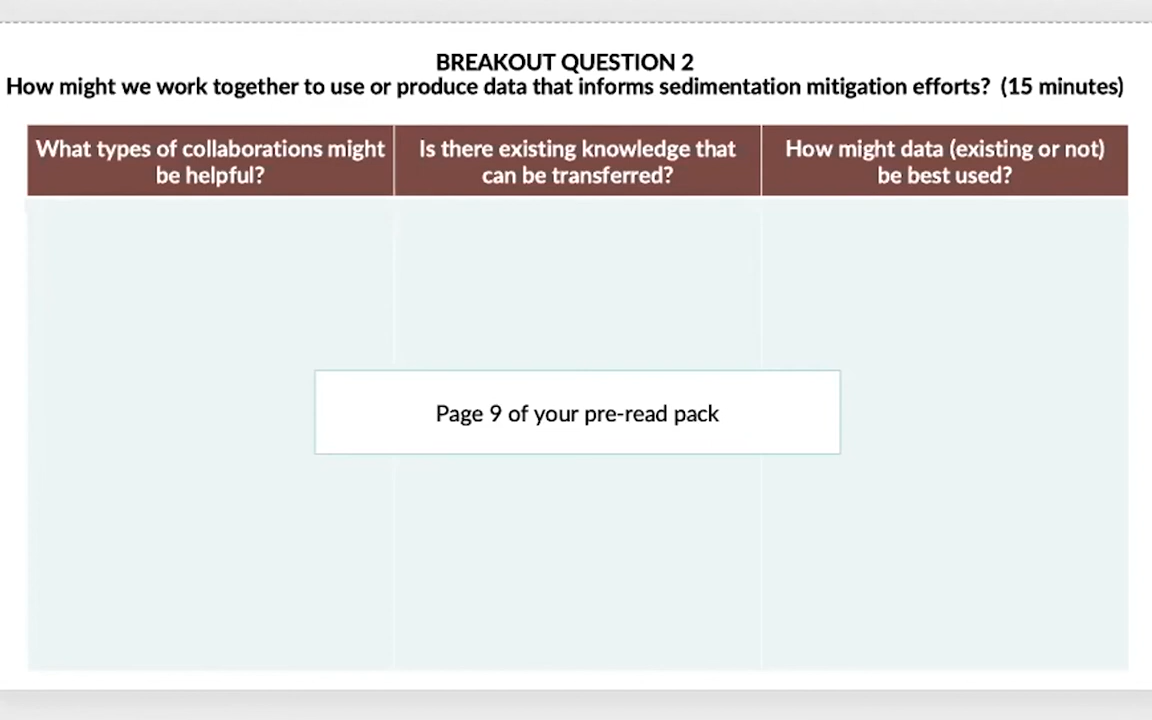 BREAKOUT QUESTION 2
How might we work together to use or produce data that informs sedimentation mitigation efforts? (15 minutes)
What types of collaborations might
be helpful?
Is there existing knowledge that
can be transferred?
How might data (existing or not)
be best used?
Page 9 of your pre-read pack